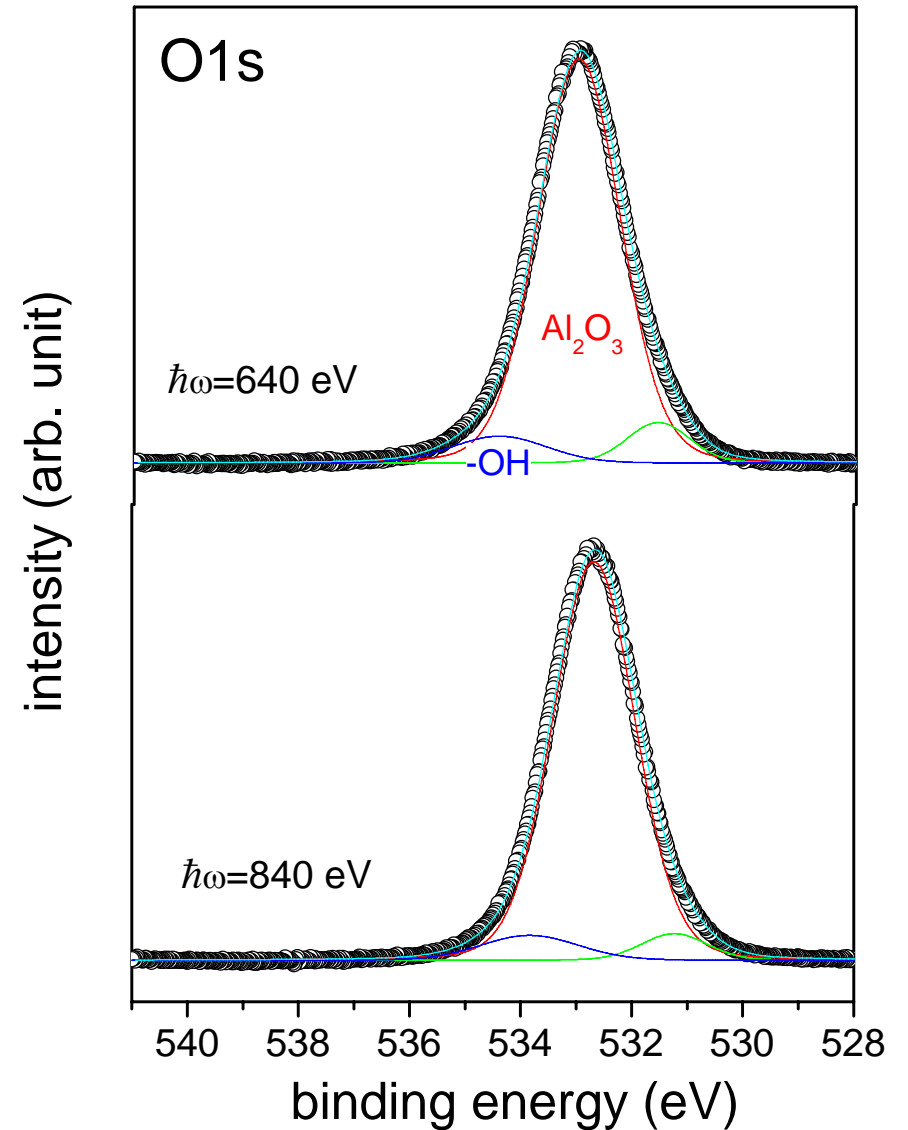 O1s
Al₂O₃
ħω=640 eV
-OH
ħω=840 eV
intensity (arb. unit)
540 538 536 534 532 530 528
binding energy (eV)